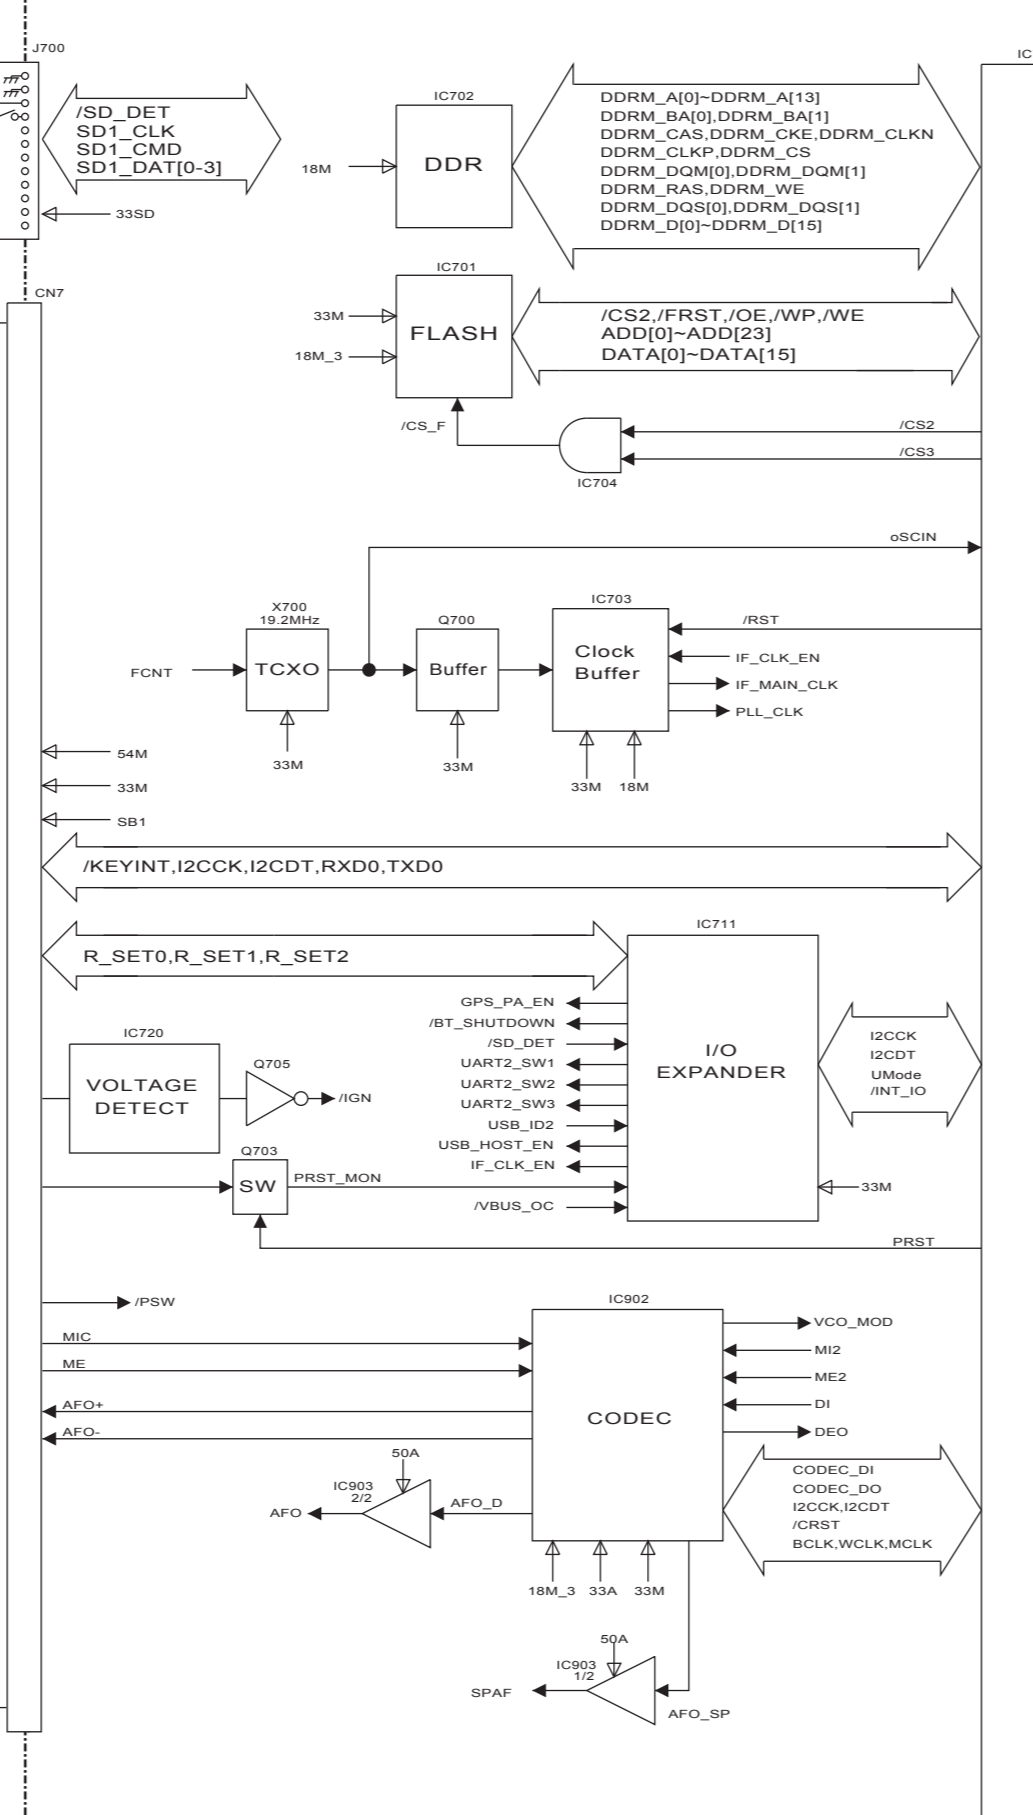 J700
IC
/SD_DET
SD1_CLK
SD1_CMD
SD1_DAT[0-3]
33SD
IC702
DDR
18M
DDRM_A[0]~DDRM_A[13]
DDRM_BA[0],DDRM_BA[1]
DDRM_CAS,DDRM_CKE,DDRM_CLKN
DDRM_CLKP,DDRM_CS
DDRM_DQM[0],DDRM_DQM[1]
DDRM_RAS,DDRM_WE
DDRM_DQS[0],DDRM_DQS[1]
DDRM_D[0]~DDRM_D[15]
CN7
IC701
FLASH
33M
18M_3
/CS2,/FRST,/OE,/WP,/WE
ADD[0]~ADD[23]
DATA[0]~DATA[15]
/CS_F
/CS2
/CS3
IC704
oSCIN
X700
19.2MHz
TCXO
FCNT
33M
Q700
Buffer
33M
IC703
Clock
Buffer
/RST
IF_CLK_EN
IF_MAIN_CLK
PLL_CLK
33M
18M
54M
33M
SB1
/KEYINT,I2CCK,I2CDT,RXD0,TXD0
R_SET0,R_SET1,R_SET2
IC711
I/O
EXPANDER
GPS_PA_EN
/BT_SHUTDOWN
/SD_DET
UART2_SW1
UART2_SW2
UART2_SW3
USB_ID2
USB_HOST_EN
IF_CLK_EN
/VBUS_OC
I2CCK
I2CDT
UMode
/INT_IO
33M
IC720
VOLTAGE
DETECT
Q705
/IGN
Q703
SW
PRST_MON
PRST
/PSW
MIC
ME
AFO+
AFO-
IC902
CODEC
VCO_MOD
MI2
ME2
DI
DEO
CODEC_DI
CODEC_DO
I2CCK,I2CDT
/CRST
BCLK,WCLK,MCLK
50A
IC903
2/2
AFO
AFO_D
18M_3
33A
33M
50A
IC903
1/2
SPAF
AFO_SP